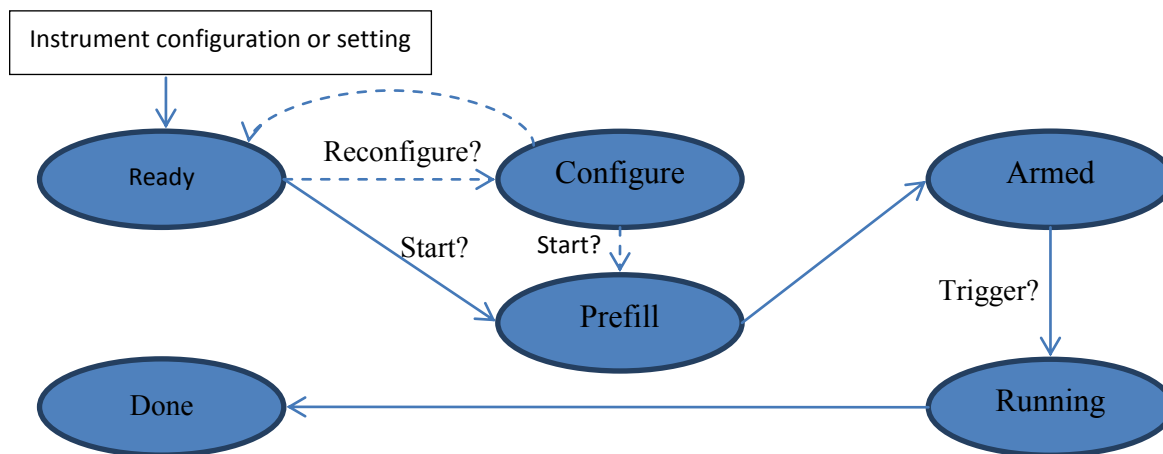 Instrument configuration or setting
Reconfigure?
Ready
Configure
Armed
Start?
Start?
Prefill
Trigger?
Done
Running